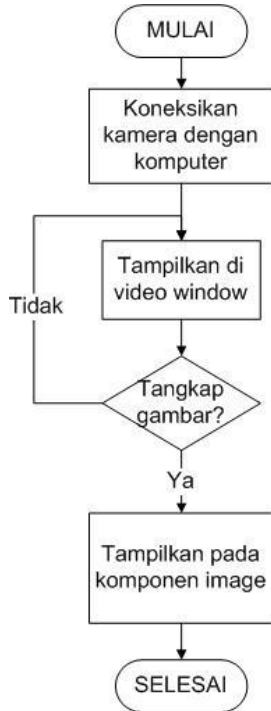 MULAI
Koneksikan
kamera dengan
komputer
Tampilkan di
video window
Tidak
Tangkap
gambar?
Ya
Tampilkan pada
komponen image
SELESAI